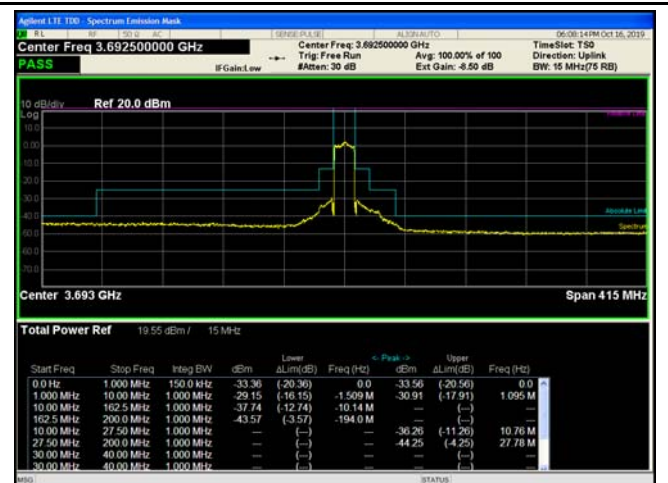 Agilent LTE TDD - Spectrum Emission Mask
RL RF 50 Ω AC SENSE:PULSE ALIGN AUTO 06:08:14 PM Oct 16, 2019
Center Freq 3.692500000 GHz Center Freq: 3.692500000 GHz TimeSlot: TS0
Trig: Free Run Avg: 100.00% of 100 Direction: Uplink
PASS IFGain:Low #Atten: 30 dB Ext Gain: -8.50 dB BW: 15 MHz(75 RB)
10 dB/div Ref 20.0 dBm
Log
10.0
0.00
-10.0
-20.0
-30.0
-40.0
-50.0
-60.0
-70.0
Relative Limit
Absolute Limit
Spectrum
Center 3.693 GHz Span 415 MHz
Total Power Ref 19.55 dBm / 15 MHz
Lower <- Peak -> Upper
Start Freq Stop Freq Integ BW dBm ΔLim(dB) Freq (Hz) dBm ΔLim(dB) Freq (Hz)
0.0 Hz 1.000 MHz 150.0 kHz -33.36 (-20.36) 0.0 -33.56 (-20.56) 0.0
1.000 MHz 10.00 MHz 1.000 MHz -29.15 (-16.15) -1.509 M -30.91 (-17.91) 1.095 M
10.00 MHz 162.5 MHz 1.000 MHz -37.74 (-12.74) -10.14 M --- (---)
162.5 MHz 200.0 MHz 1.000 MHz -43.57 (-3.57) -194.0 M --- (---)
10.00 MHz 27.50 MHz 1.000 MHz --- (---) -36.26 (-11.26) 10.76 M
27.50 MHz 200.0 MHz 1.000 MHz --- (---) -44.25 (-4.25) 27.78 M
30.00 MHz 40.00 MHz 1.000 MHz --- (---) --- (---)
30.00 MHz 40.00 MHz 1.000 MHz --- (---) --- (---)
MSG STATUS